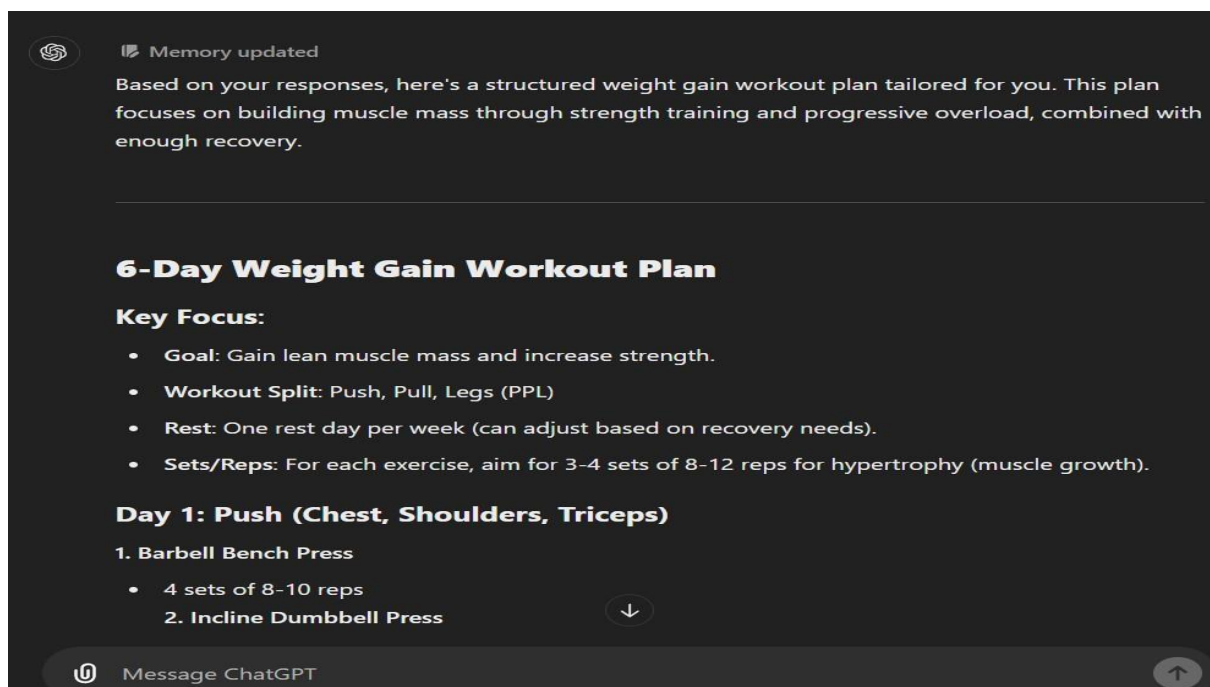 Memory updated
Based on your responses, here's a structured weight gain workout plan tailored for you. This plan
focuses on building muscle mass through strength training and progressive overload, combined with
enough recovery.
6-Day Weight Gain Workout Plan
Key Focus:
• Goal: Gain lean muscle mass and increase strength.
• Workout Split: Push, Pull, Legs (PPL)
• Rest: One rest day per week (can adjust based on recovery needs).
• Sets/Reps: For each exercise, aim for 3-4 sets of 8-12 reps for hypertrophy (muscle growth).
Day 1: Push (Chest, Shoulders, Triceps)
1. Barbell Bench Press
• 4 sets of 8-10 reps
2. Incline Dumbbell Press
Message ChatGPT